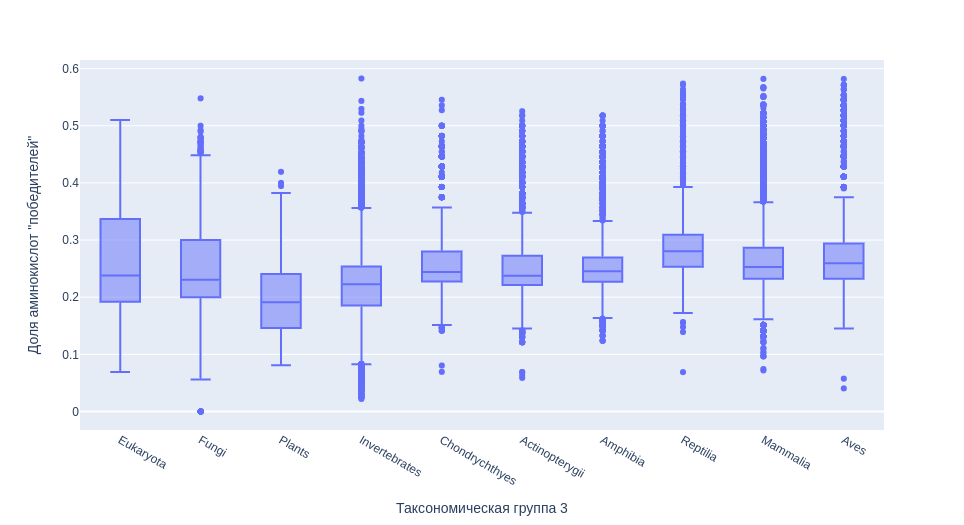 Доля аминокислот "победителей"
0.6
0.5
0.4
0.3
0.2
0.1
0
Eukaryota
Fungi
Plants
Invertebrates
Chondrychthyes
Actinopterygii
Amphibia
Reptilia
Mammalia
Aves
Таксономическая группа 3